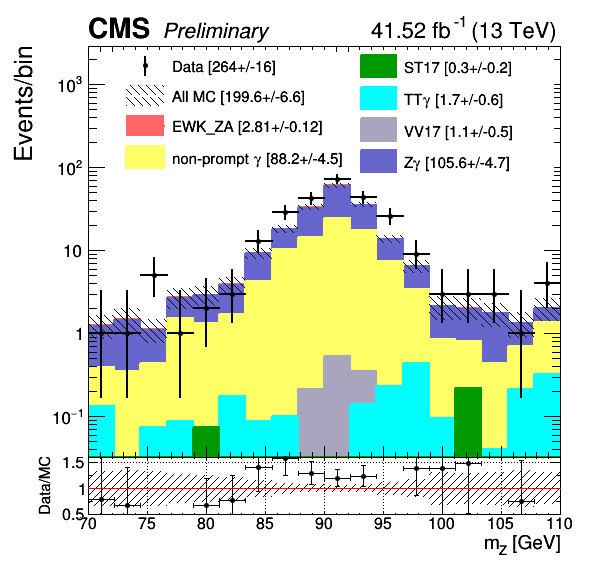 CMS Preliminary 41.52 fb⁻¹ (13 TeV)
Events/bin
Data [264+/-16]
All MC [199.6+/-6.6]
EWK_ZA [2.81+/-0.12]
non-prompt γ [88.2+/-4.5]
ST17 [0.3+/-0.2]
TTγ [1.7+/-0.6]
VV17 [1.1+/-0.5]
Zγ [105.6+/-4.7]
10³
10²
10
1
10⁻¹
Data/MC
1.5
1
0.5
70 75 80 85 90 95 100 105 110
m_Z [GeV]